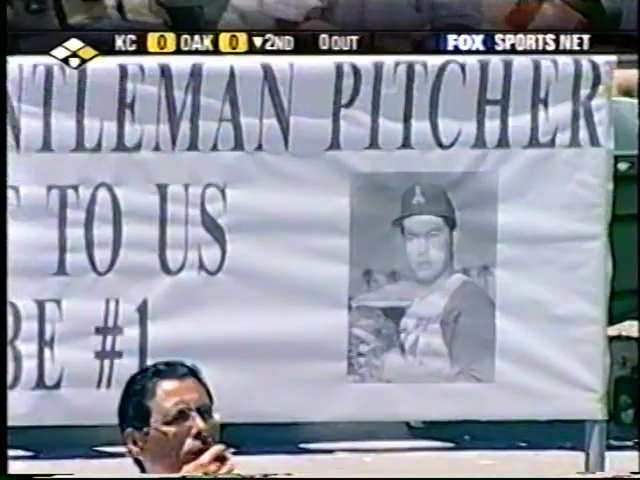 KC 0 OAK 0 ▼2ND 0 OUT FOX SPORTS NET
NTLEMAN PITCHER
TO US
BE #1